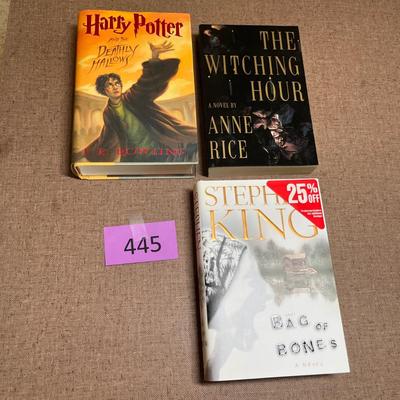 Harry Potter
AND THE
DEATHLY
HALLOWS
J. K. ROWLING
THE
WITCHING
HOUR
A NOVEL BY
ANNE
RICE
445
STEPHEN
KING
25%
OFF
BAG OF
BONES
A NOVEL